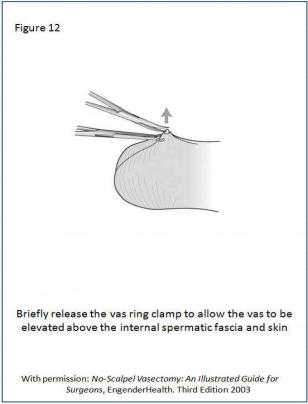 Figure 12
Briefly release the vas ring clamp to allow the vas to be
elevated above the internal spermatic fascia and skin
With permission: No-Scalpel Vasectomy: An Illustrated Guide for
Surgeons, EngenderHealth. Third Edition 2003